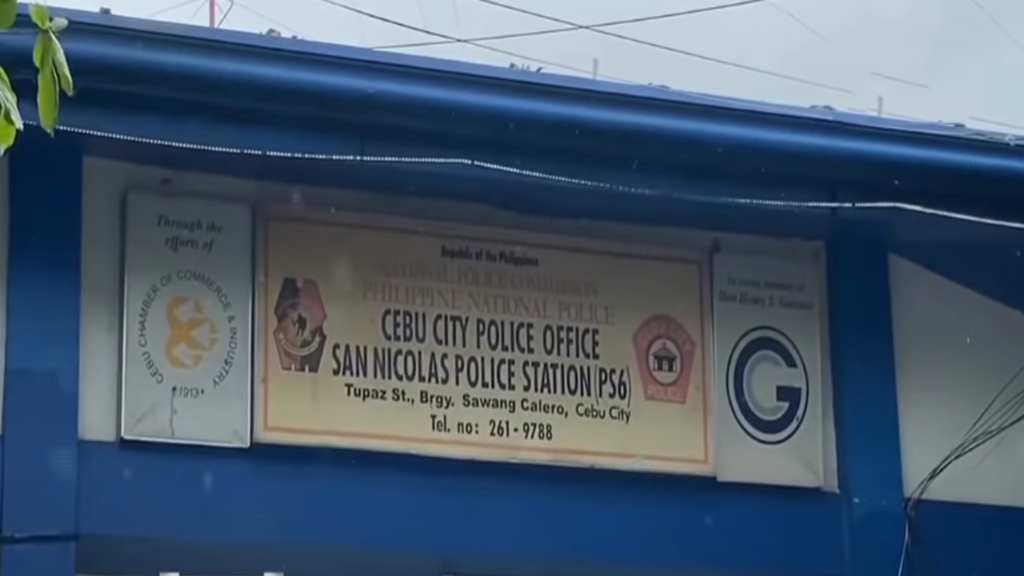 Through the
efforts of
CEBU CHAMBER OF COMMERCE & INDUSTRY
1913
Republic of the Philippines
NATIONAL POLICE COMMISSION
PHILIPPINE NATIONAL POLICE
CEBU CITY POLICE OFFICE
SAN NICOLAS POLICE STATION (PS6)
Tupaz St., Brgy. Sawang Calero, Cebu City
Tel. no: 261-9788
In loving memory of
CG